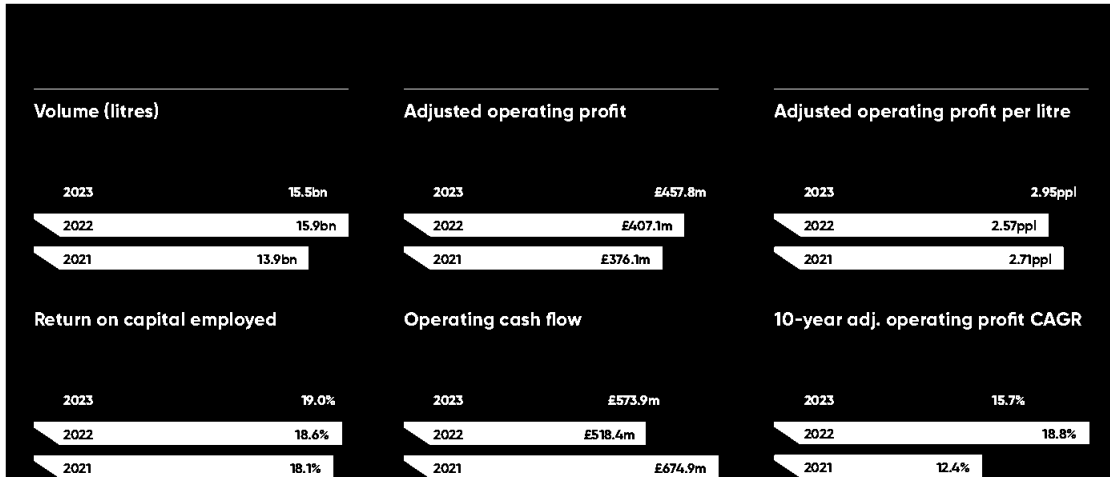 Volume (litres)
2023 15.5bn
2022 15.9bn
2021 13.9bn
Adjusted operating profit
2023 £457.8m
2022 £407.1m
2021 £376.1m
Adjusted operating profit per litre
2023 2.95ppl
2022 2.57ppl
2021 2.71ppl
Return on capital employed
2023 19.0%
2022 18.6%
2021 18.1%
Operating cash flow
2023 £573.9m
2022 £518.4m
2021 £674.9m
10-year adj. operating profit CAGR
2023 15.7%
2022 18.8%
2021 12.4%